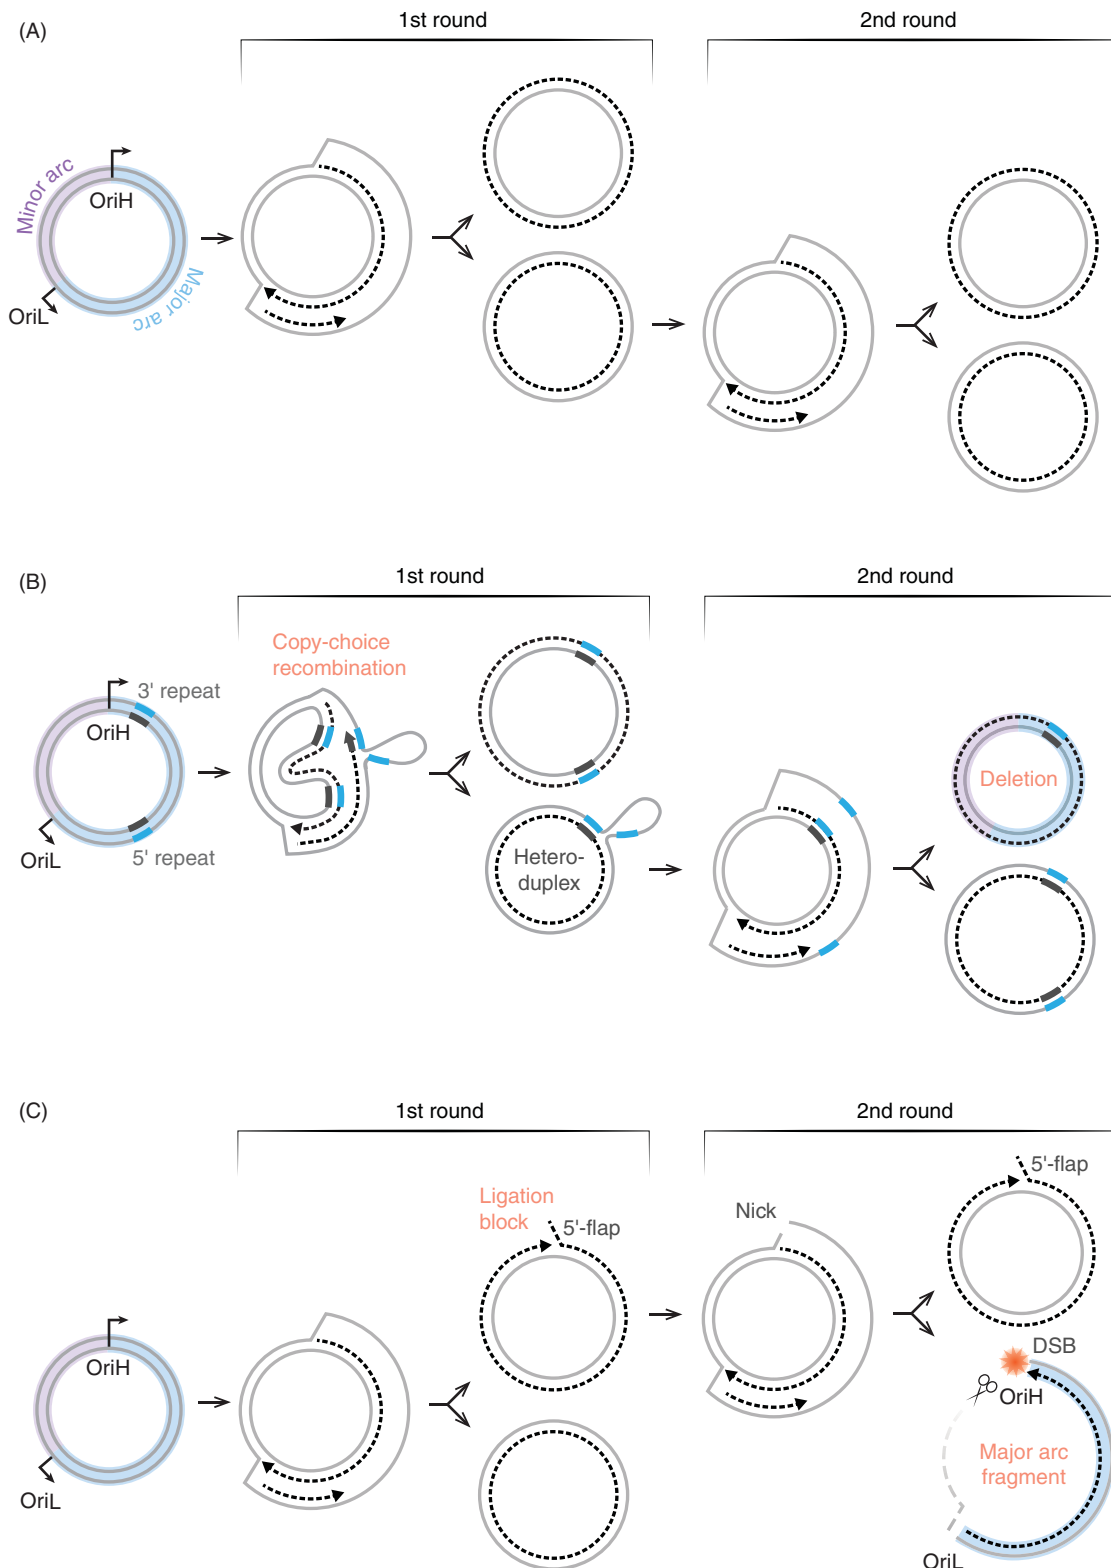 (A)
1st round
2nd round
Minor arc
OriH
Major arc
OriL
(B)
1st round
2nd round
Copy-choice
recombination
3' repeat
OriH
Deletion
5' repeat
OriL
Hetero-
duplex
(C)
1st round
2nd round
Ligation
block
5'-flap
Nick
5'-flap
OriH
DSB
OriH
Major arc
fragment
OriL
OriL